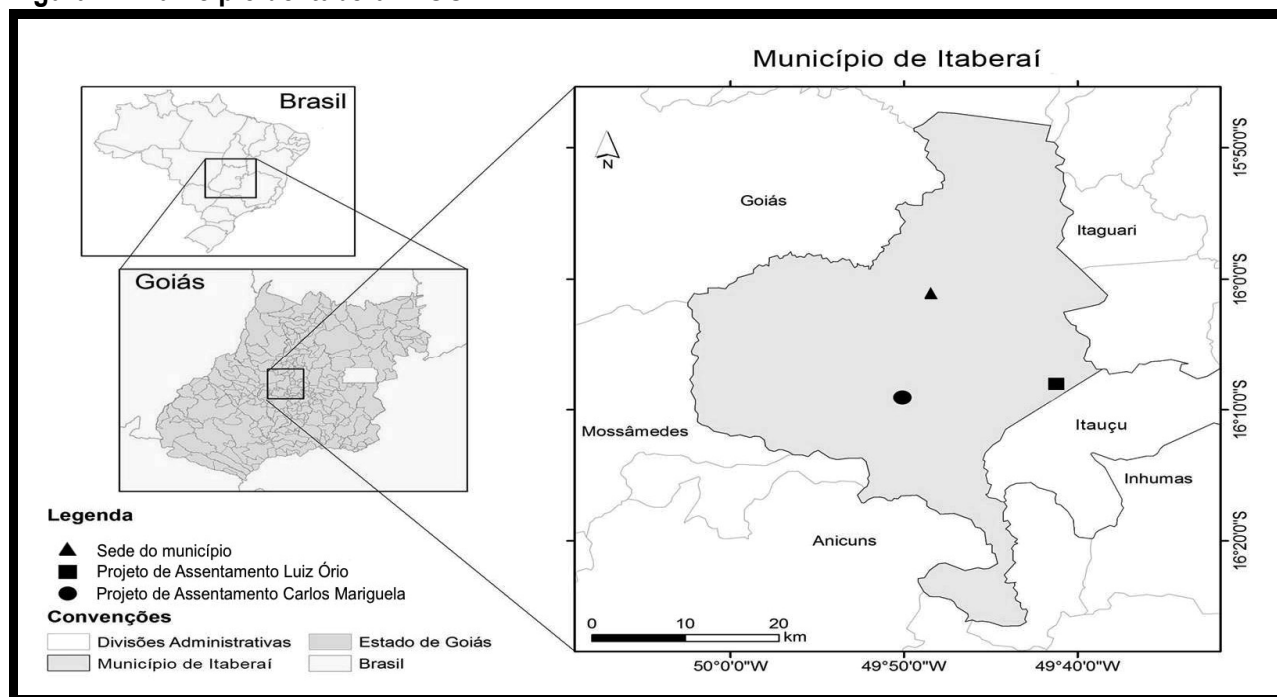 Município de Itaberaí
Brasil
Goiás
N
Goiás
Itaguari
Mossâmedes
Itauçu
Inhumas
Anicuns
15°50'0"S
16°0'0"S
16°10'0"S
16°20'0"S
50°0'0"W
49°50'0"W
49°40'0"W
0 10 20
km
Legenda
Sede do município
Projeto de Assentamento Luiz Ório
Projeto de Assentamento Carlos Mariguela
Convenções
Divisões Administrativas
Estado de Goiás
Município de Itaberaí
Brasil